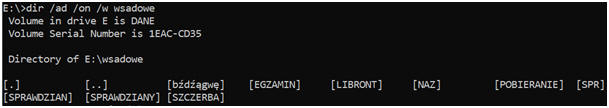 E:\>dir /ad /on /w wsadowe
Volume in drive E is DANE
Volume Serial Number is 1EAC-CD35
Directory of E:\wsadowe
[.] [..] [bździągwę] [EGZAMIN] [LIBRONT] [NAZ] [POBIERANIE] [SPR]
[SPRAWDZIAN] [SPRAWDZIANY] [SZCZERBA]